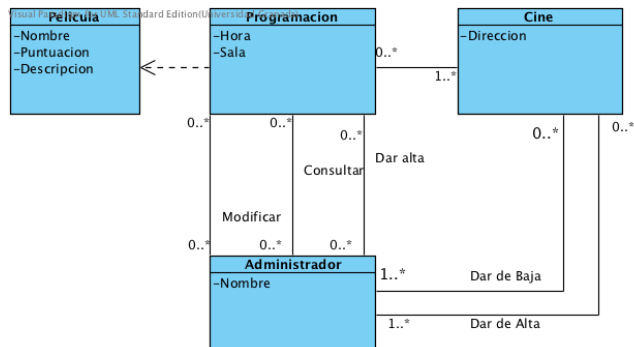 Visual Paradigm for UML Standard Edition(Universidad Granada)
Pelicula
-Nombre
-Puntuacion
-Descripcion
Programacion
-Hora
-Sala
Cine
-Direccion
0..*
1..*
0..*
0..*
0..*
0..*
0..*
Consultar
Dar alta
Modificar
0..*
0..*
0..*
Administrador
-Nombre
1..*
Dar de Baja
1..*
Dar de Alta